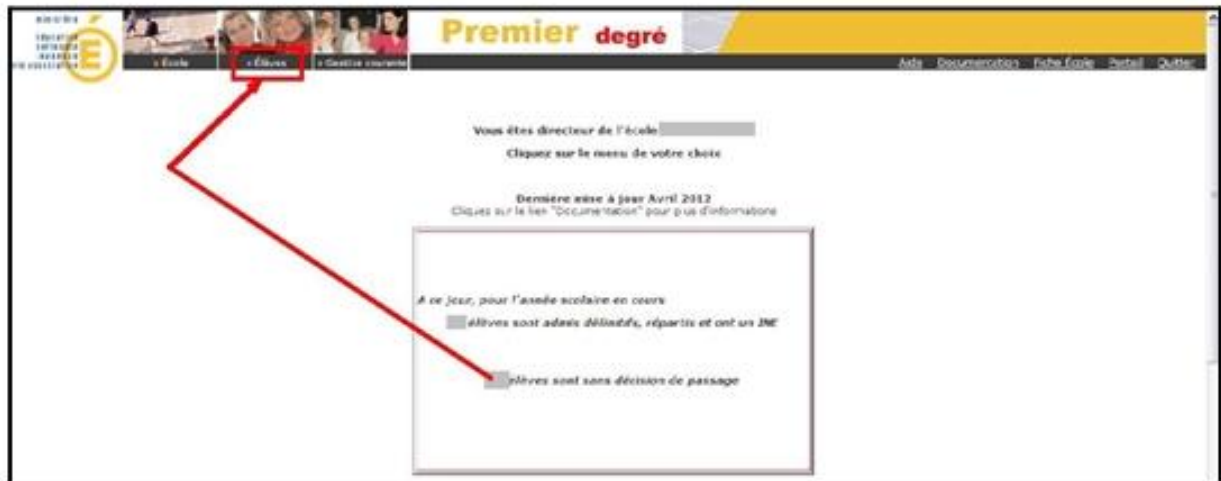 Premier degré
École
Élèves
Gestion courante
Aide Documentation Fiche École Portail Quitter
Vous êtes directeur de l'école
Cliquez sur le menu de votre choix
Dernière mise à jour Avril 2012
Cliquez sur le lien "Documentation" pour plus d'informations
A ce jour, pour l'année scolaire en cours
élèves sont admis définitifs, répartis et ont un INE
élèves sont sans décision de passage